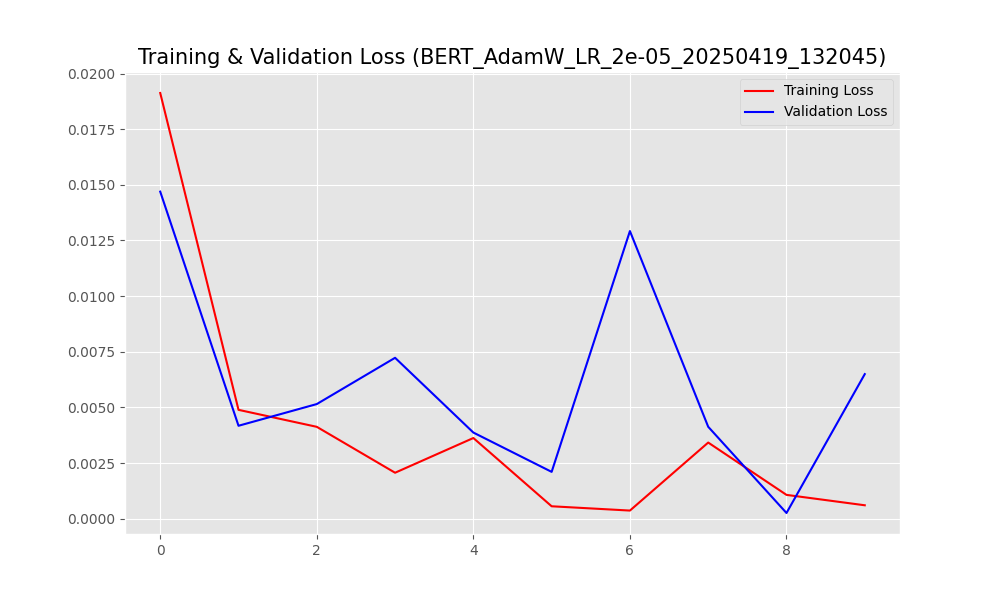 Training & Validation Loss (BERT_AdamW_LR_2e-05_20250419_132045)
Training Loss
Validation Loss
0.0200
0.0175
0.0150
0.0125
0.0100
0.0075
0.0050
0.0025
0.0000
0 2 4 6 8